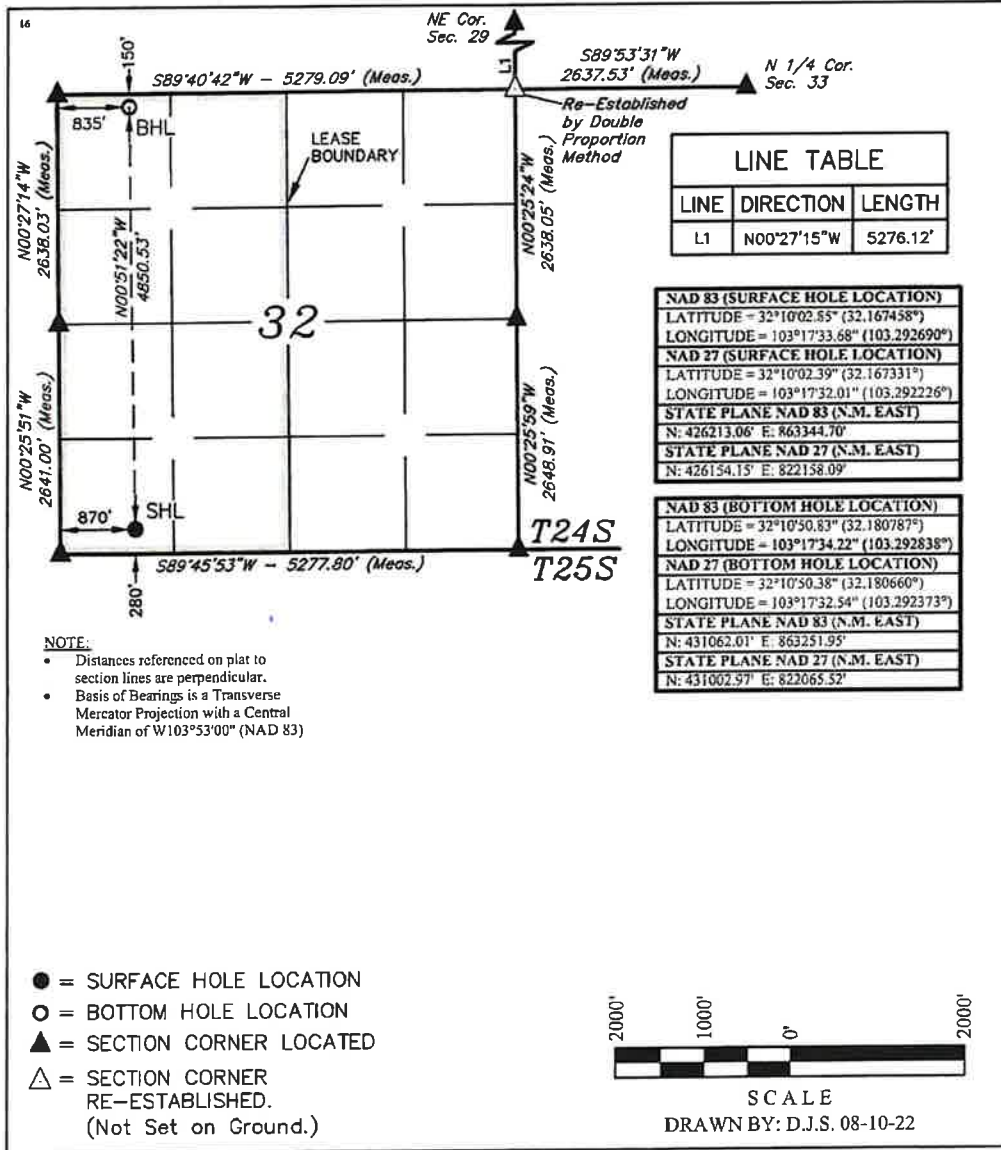 16
NE Cor.
Sec. 29
150'
L1
S89°53'31"W
2637.53' (Meas.)
N 1/4 Cor.
Sec. 33
S89°40'42"W – 5279.09' (Meas.)
Re-Established
by Double
Proportion
Method
835'
BHL
LEASE
BOUNDARY
N00°27'14"W
2638.03' (Meas.)
N00°51'22"W
4850.53'
N00°25'24"W
2638.05' (Meas.)
32
N00°25'51"W
2641.00' (Meas.)
N00°25'59"W
2648.91' (Meas.)
870'
SHL
T24S
T25S
S89°45'53"W – 5277.80' (Meas.)
280'
LINE TABLE
LINE DIRECTION LENGTH
L1 N00°27'15"W 5276.12'
NAD 83 (SURFACE HOLE LOCATION)
LATITUDE = 32°10'02.85" (32.167458°)
LONGITUDE = 103°17'33.68" (103.292690°)
NAD 27 (SURFACE HOLE LOCATION)
LATITUDE = 32°10'02.39" (32.167331°)
LONGITUDE = 103°17'32.01" (103.292226°)
STATE PLANE NAD 83 (N.M. EAST)
N: 426213.06' E: 863344.70'
STATE PLANE NAD 27 (N.M. EAST)
N: 426154.15' E: 822158.09'
NAD 83 (BOTTOM HOLE LOCATION)
LATITUDE = 32°10'50.83" (32.180787°)
LONGITUDE = 103°17'34.22" (103.292838°)
NAD 27 (BOTTOM HOLE LOCATION)
LATITUDE = 32°10'50.38" (32.180660°)
LONGITUDE = 103°17'32.54" (103.292373°)
STATE PLANE NAD 83 (N.M. EAST)
N: 431062.01' E: 863251.95'
STATE PLANE NAD 27 (N.M. EAST)
N: 431002.97' E: 822065.52'
NOTE:
• Distances referenced on plat to
section lines are perpendicular.
• Basis of Bearings is a Transverse
Mercator Projection with a Central
Meridian of W103°53'00" (NAD 83)
= SURFACE HOLE LOCATION
= BOTTOM HOLE LOCATION
= SECTION CORNER LOCATED
= SECTION CORNER
RE-ESTABLISHED.
(Not Set on Ground.)
2000' 1000' 0' 2000'
SCALE
DRAWN BY: D.J.S. 08-10-22